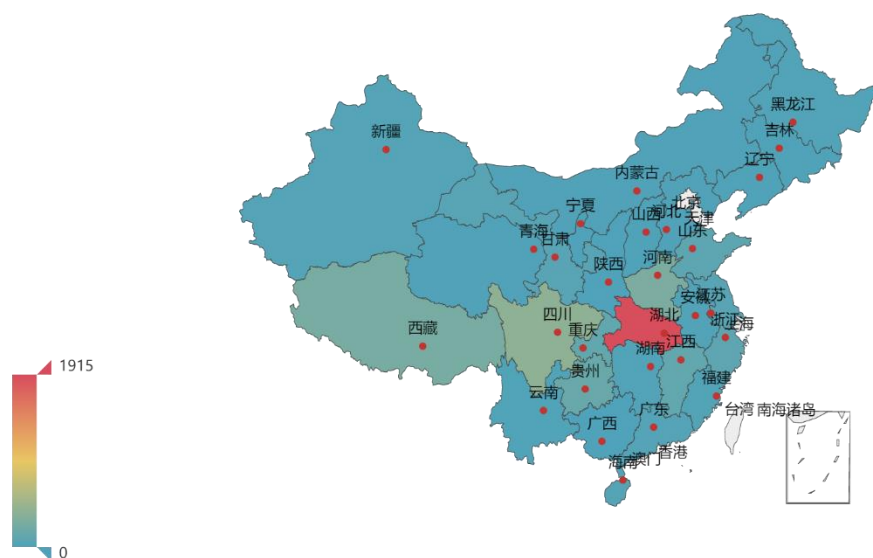 黑龙江
新疆
吉林
辽宁
内蒙古
北京
宁夏
山西
河北
天津
青海
甘肃
山东
陕西
河南
安徽
江苏
四川
湖北
浙江
上海
西藏
重庆
湖南
江西
1915
贵州
福建
云南
台湾
南海诸岛
广西
广东
海南
澳门
香港
0